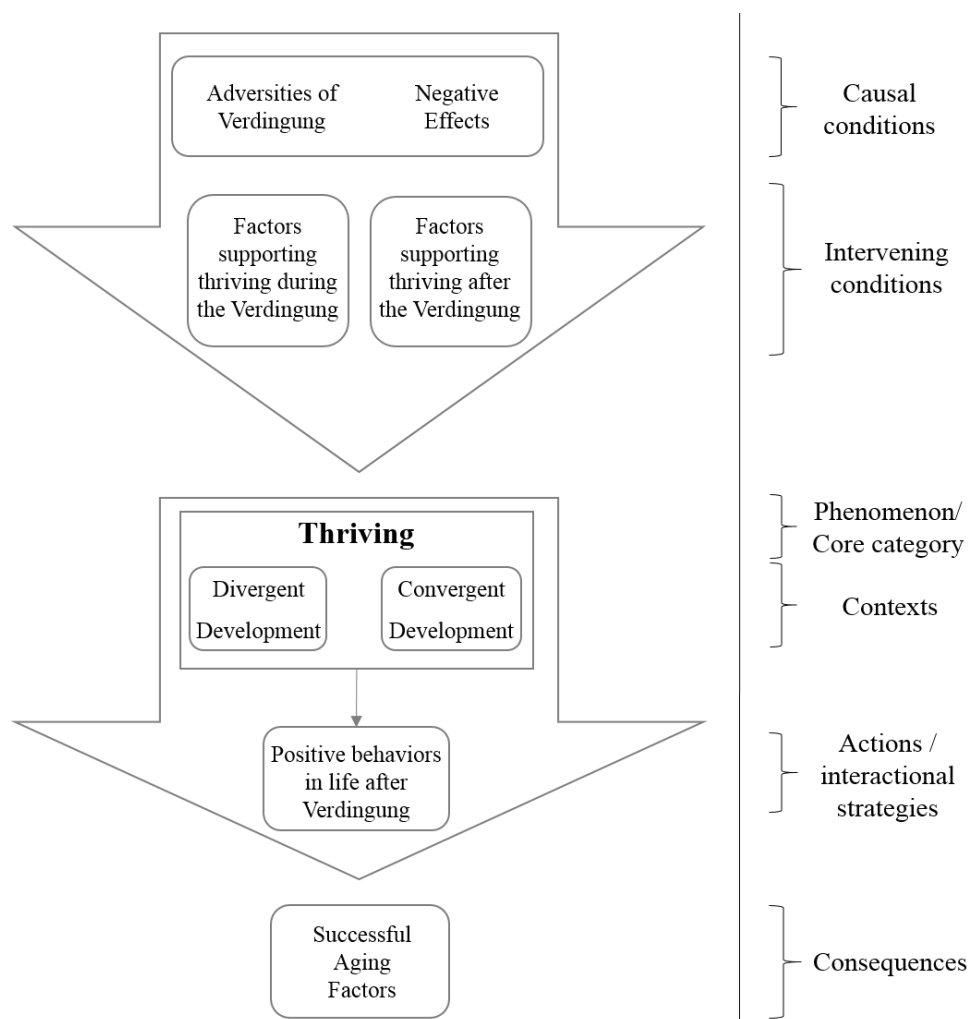 Adversities of
Verdingung
Negative
Effects
Causal
conditions
Factors
supporting
thriving during
the Verdingung
Factors
supporting
thriving after
the Verdingung
Intervening
conditions
Thriving
Phenomenon/
Core category
Divergent
Development
Convergent
Development
Contexts
Positive behaviors
in life after
Verdingung
Actions /
interactional
strategies
Successful
Aging
Factors
Consequences